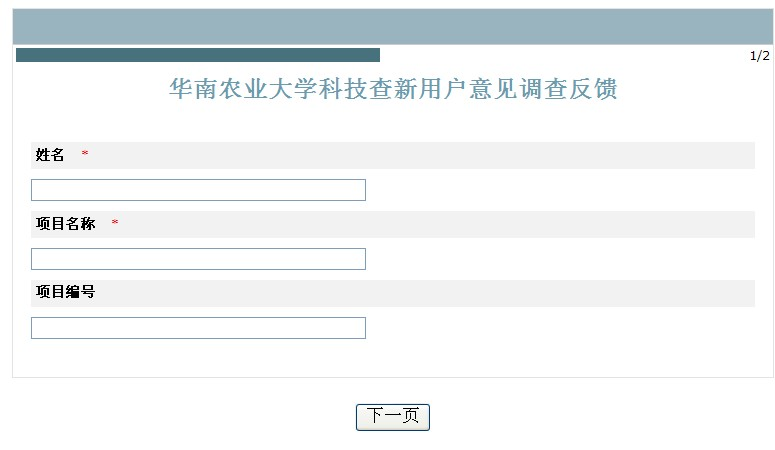 1/2
华南农业大学科技查新用户意见调查反馈
姓名 *
项目名称 *
项目编号
下一页